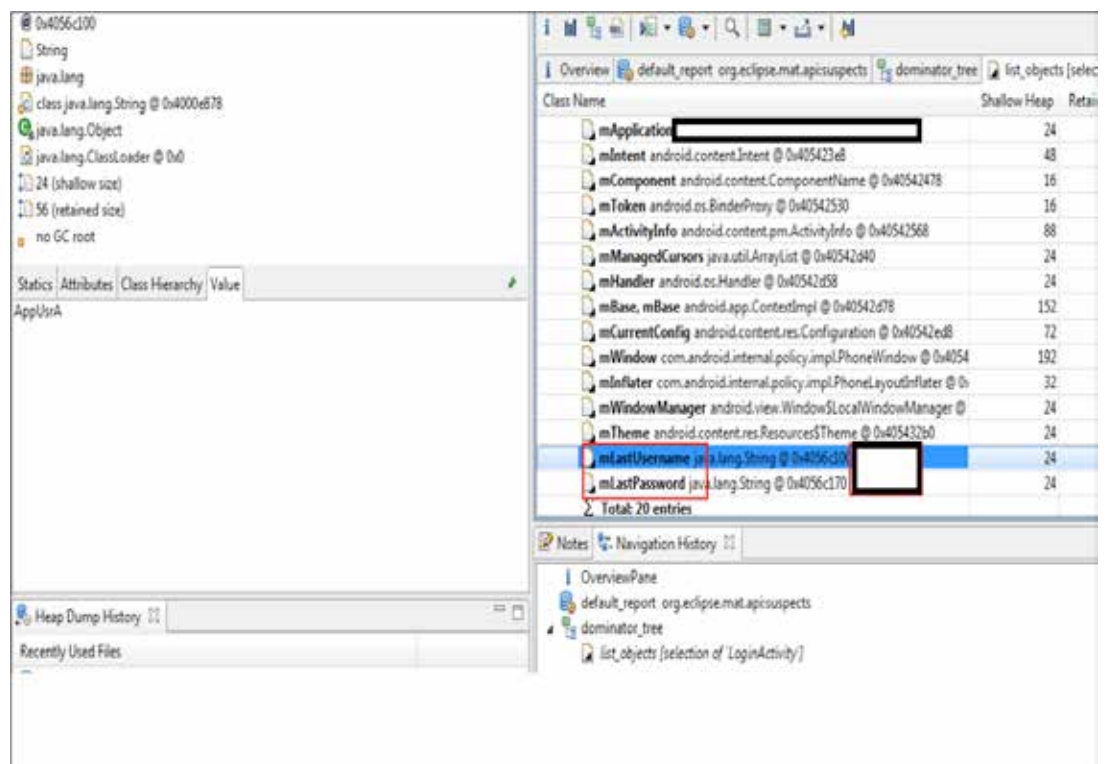 0x4056c100
String
java.lang
class java.lang.String @ 0x4000e878
java.lang.Object
java.lang.ClassLoader @ 0x0
24 (shallow size)
56 (retained size)
no GC root
Statics Attributes Class Hierarchy Value
AppUsrA
Heap Dump History
Recently Used Files
i Overview default_report org.eclipse.mat.api:suspects dominator_tree list_objects [selec
Class Name Shallow Heap Retai
mApplication 24
mIntent android.content.Intent @ 0x405423e8 48
mComponent android.content.ComponentName @ 0x40542478 16
mToken android.os.BinderProxy @ 0x40542530 16
mActivityInfo android.content.pm.ActivityInfo @ 0x40542568 88
mManagedCursors java.util.ArrayList @ 0x40542d40 24
mHandler android.os.Handler @ 0x40542d58 24
mBase, mBase android.app.ContextImpl @ 0x40542d78 152
mCurrentConfig android.content.res.Configuration @ 0x40542ed8 72
mWindow com.android.internal.policy.impl.PhoneWindow @ 0x4054 192
mInflater com.android.internal.policy.impl.PhoneLayoutInflater @ 0x 32
mWindowManager android.view.Window$LocalWindowManager @ 24
mTheme android.content.res.Resources$Theme @ 0x405432b0 24
mLastUsername java.lang.String @ 0x4056c100 24
mLastPassword java.lang.String @ 0x4056c170 24
Σ Total: 20 entries
Notes Navigation History
i OverviewPane
default_report org.eclipse.mat.api:suspects
dominator_tree
list_objects [selection of 'LoginActivity']